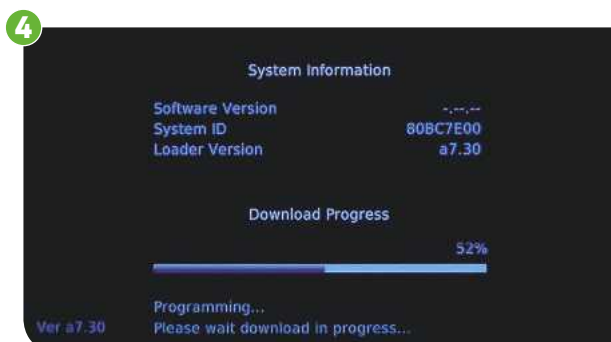 4
System Information
Software Version -.--.--
System ID 80BC7E00
Loader Version a7.30
Download Progress
52%
Programming...
Ver a7.30 Please wait download in progress...